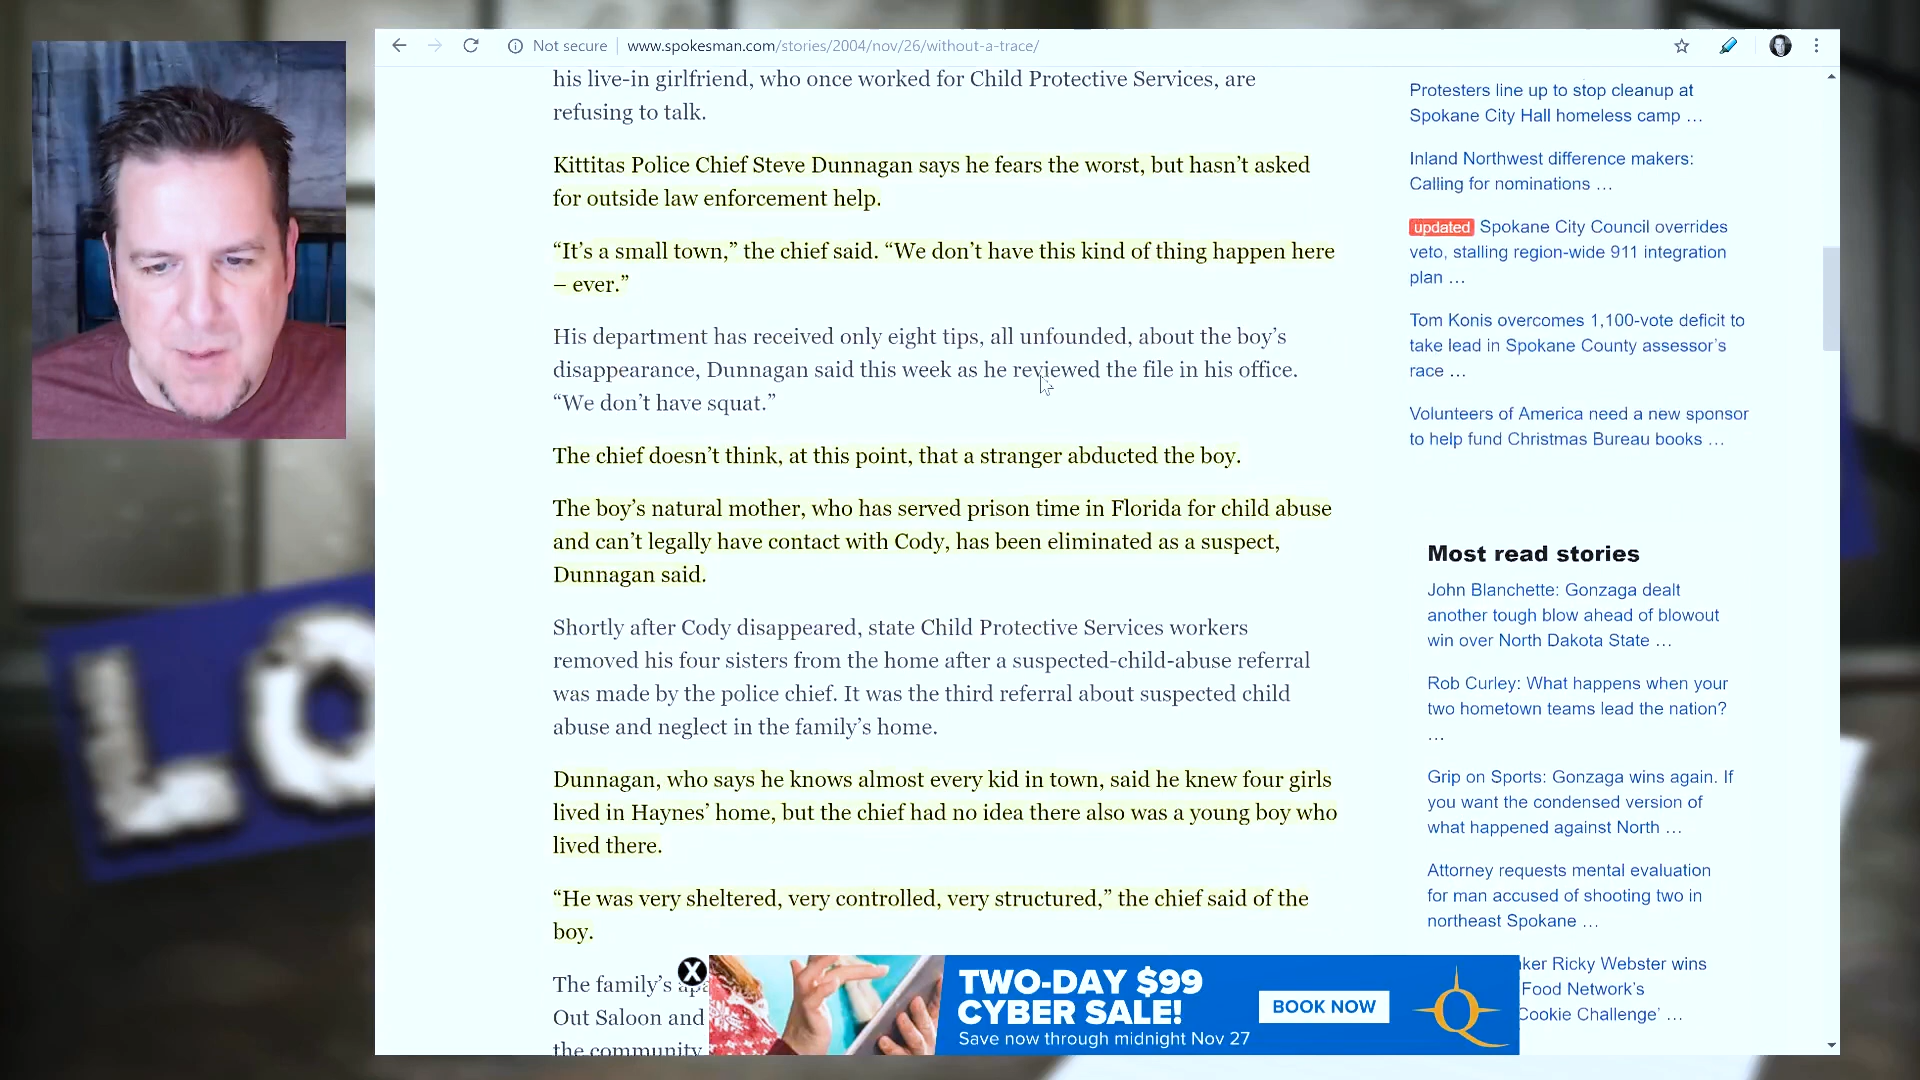 Not secure
www.spokesman.com/stories/2004/nov/26/without-a-trace/
his live-in girlfriend, who once worked for Child Protective Services, are
refusing to talk.
Kittitas Police Chief Steve Dunnagan says he fears the worst, but hasn’t asked
for outside law enforcement help.
“It’s a small town,” the chief said. “We don’t have this kind of thing happen here
– ever.”
His department has received only eight tips, all unfounded, about the boy’s
disappearance, Dunnagan said this week as he reviewed the file in his office.
“We don’t have squat.”
The chief doesn’t think, at this point, that a stranger abducted the boy.
The boy’s natural mother, who has served prison time in Florida for child abuse
and can’t legally have contact with Cody, has been eliminated as a suspect,
Dunnagan said.
Shortly after Cody disappeared, state Child Protective Services workers
removed his four sisters from the home after a suspected-child-abuse referral
was made by the police chief. It was the third referral about suspected child
abuse and neglect in the family’s home.
Dunnagan, who says he knows almost every kid in town, said he knew four girls
lived in Haynes’ home, but the chief had no idea there also was a young boy who
lived there.
“He was very sheltered, very controlled, very structured,” the chief said of the
boy.
The family’s
Out Saloon and
the community
Protesters line up to stop cleanup at
Spokane City Hall homeless camp …
Inland Northwest difference makers:
Calling for nominations …
updated Spokane City Council overrides
veto, stalling region-wide 911 integration
plan …
Tom Konis overcomes 1,100-vote deficit to
take lead in Spokane County assessor’s
race …
Volunteers of America need a new sponsor
to help fund Christmas Bureau books …
Most read stories
John Blanchette: Gonzaga dealt
another tough blow ahead of blowout
win over North Dakota State …
Rob Curley: What happens when your
two hometown teams lead the nation?
…
Grip on Sports: Gonzaga wins again. If
you want the condensed version of
what happened against North …
Attorney requests mental evaluation
for man accused of shooting two in
northeast Spokane …
Ricky Webster wins
Food Network’s
Cookie Challenge’ …
X
TWO-DAY $99
CYBER SALE!
Save now through midnight Nov 27
BOOK NOW
LO